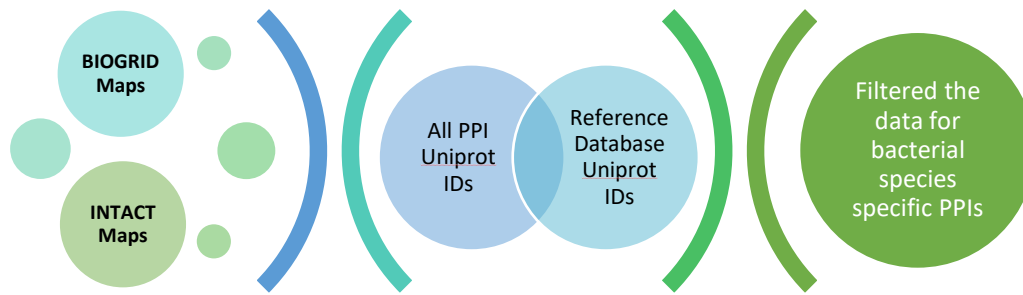 BIOGRID
Maps
INTACT
Maps
All PPI
Uniprot
IDs
Reference
Database
Uniprot
IDs
Filtered the
data for
bacterial
species
specific PPIs